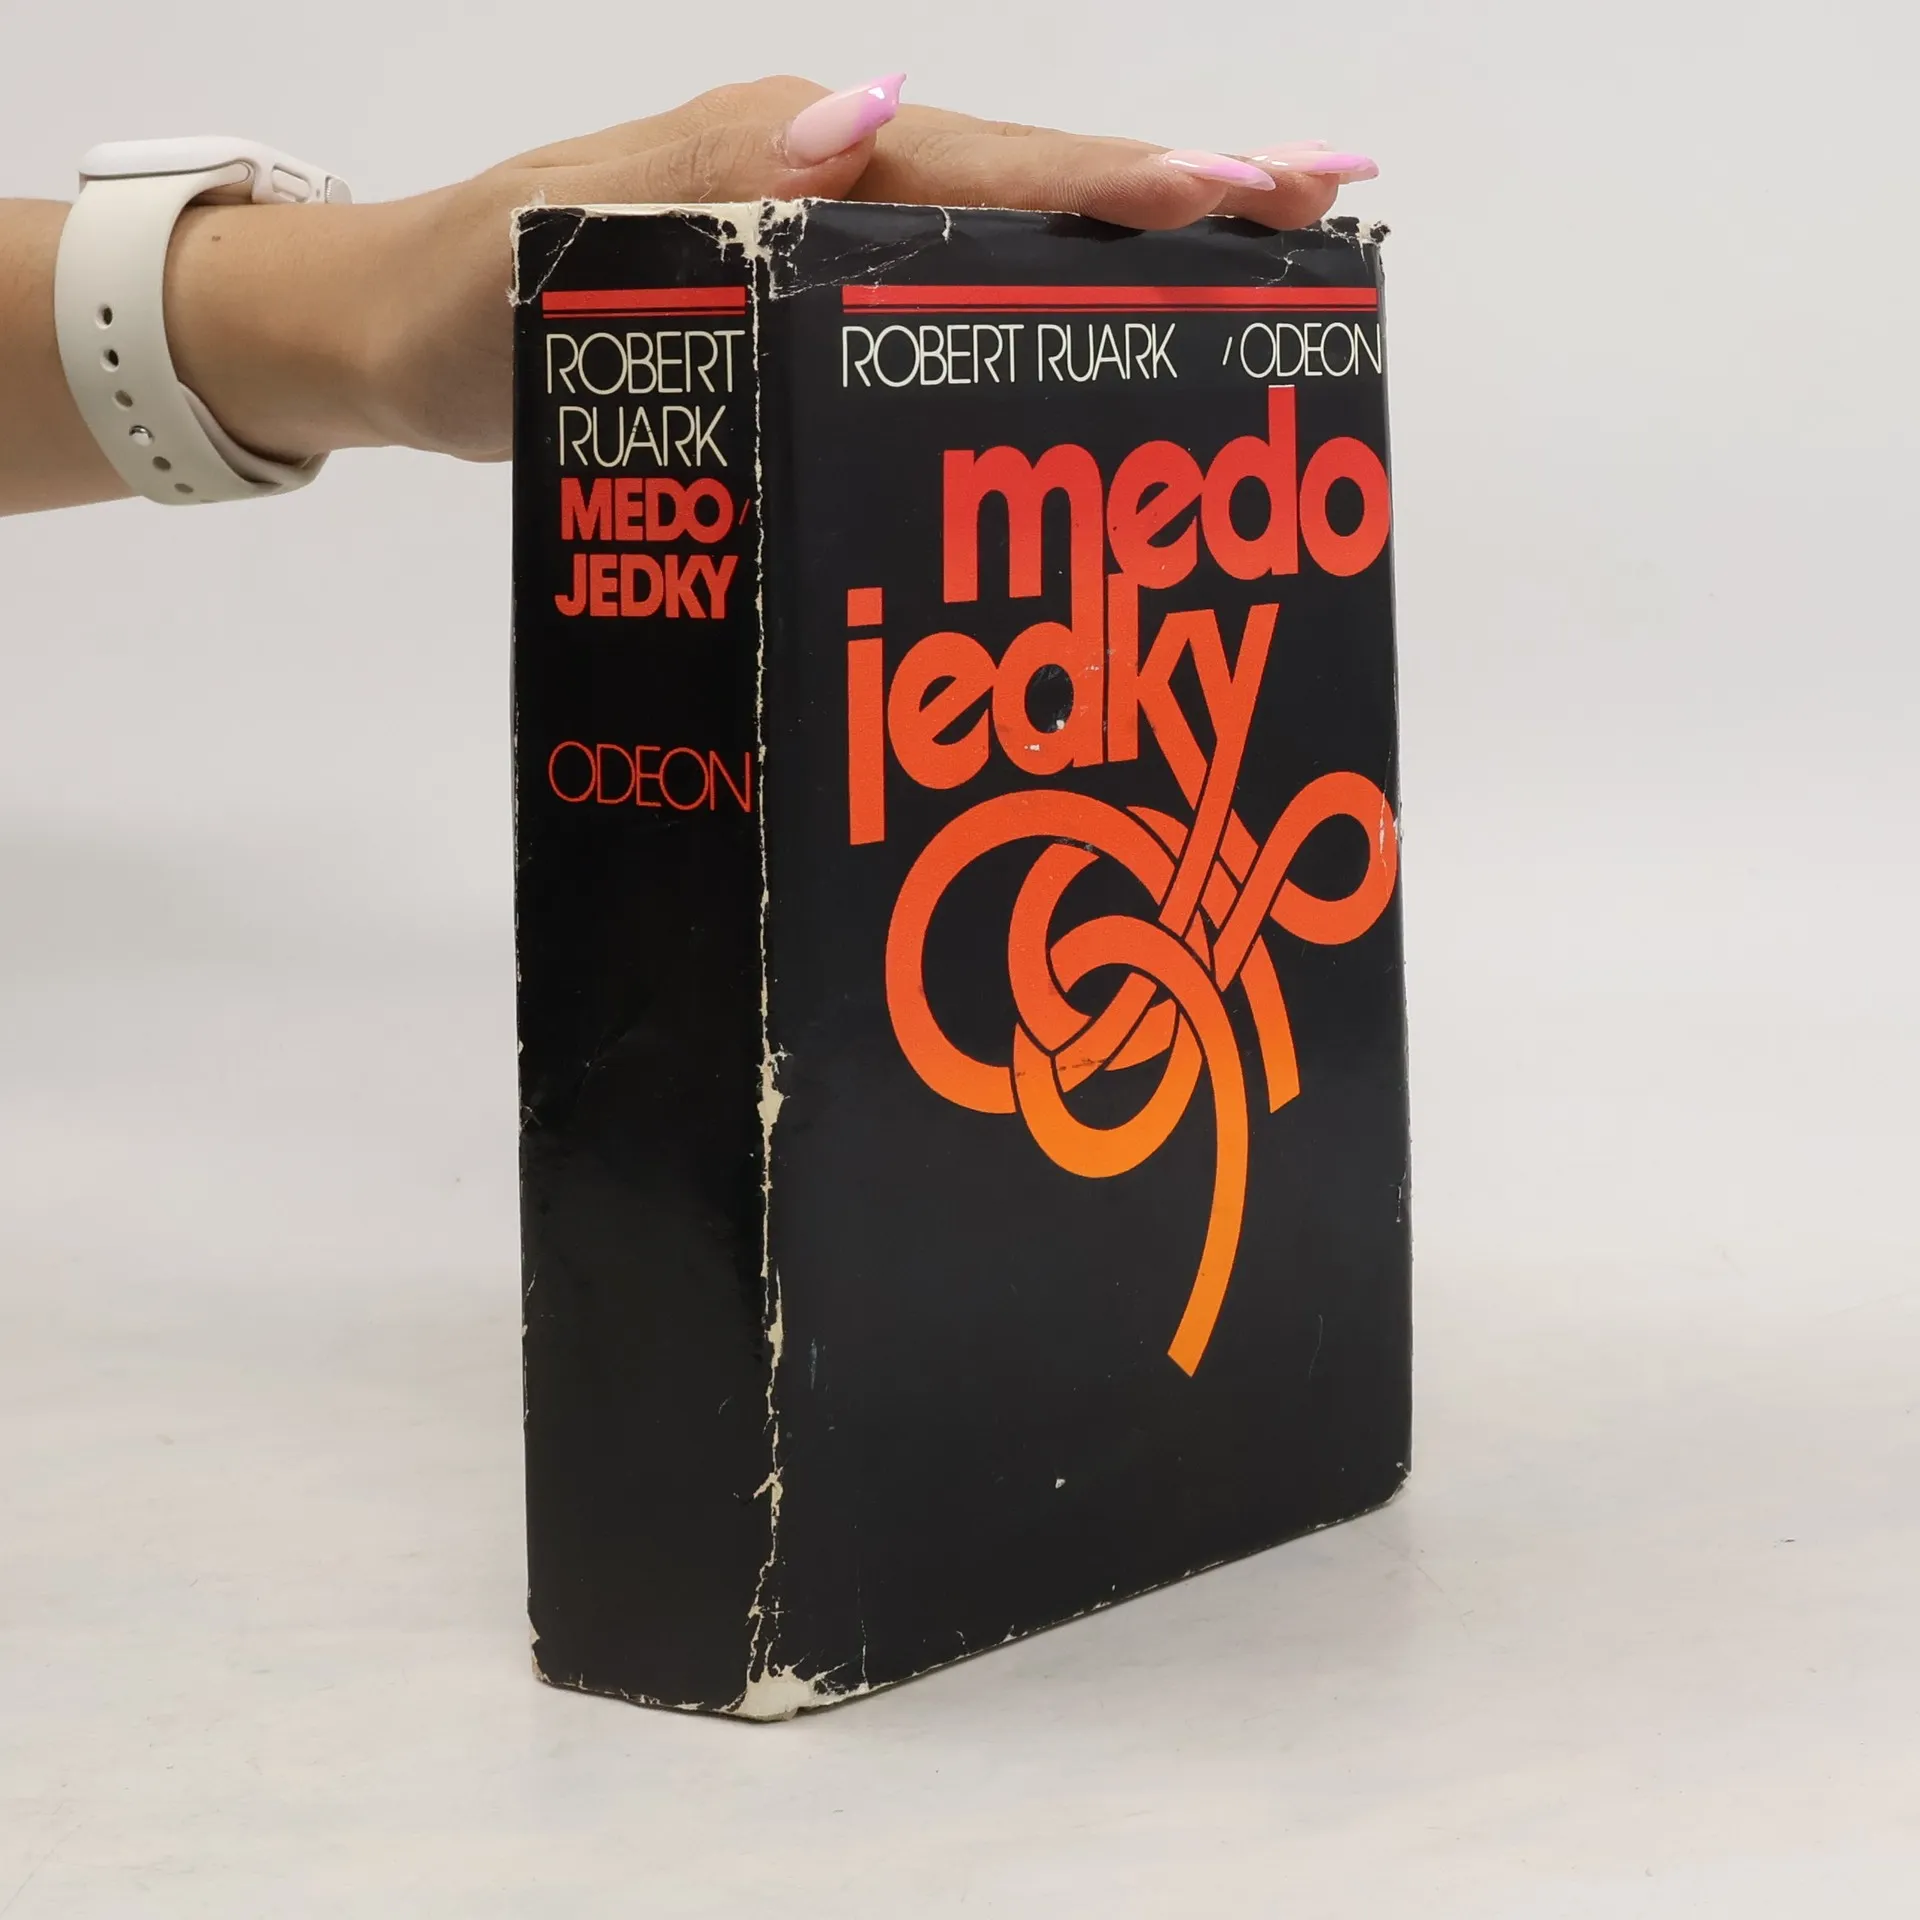 ROBERT
RUARK
MEDO/
JEDKY
ODEON
ROBERT RUARK / ODEON
medo
jedky